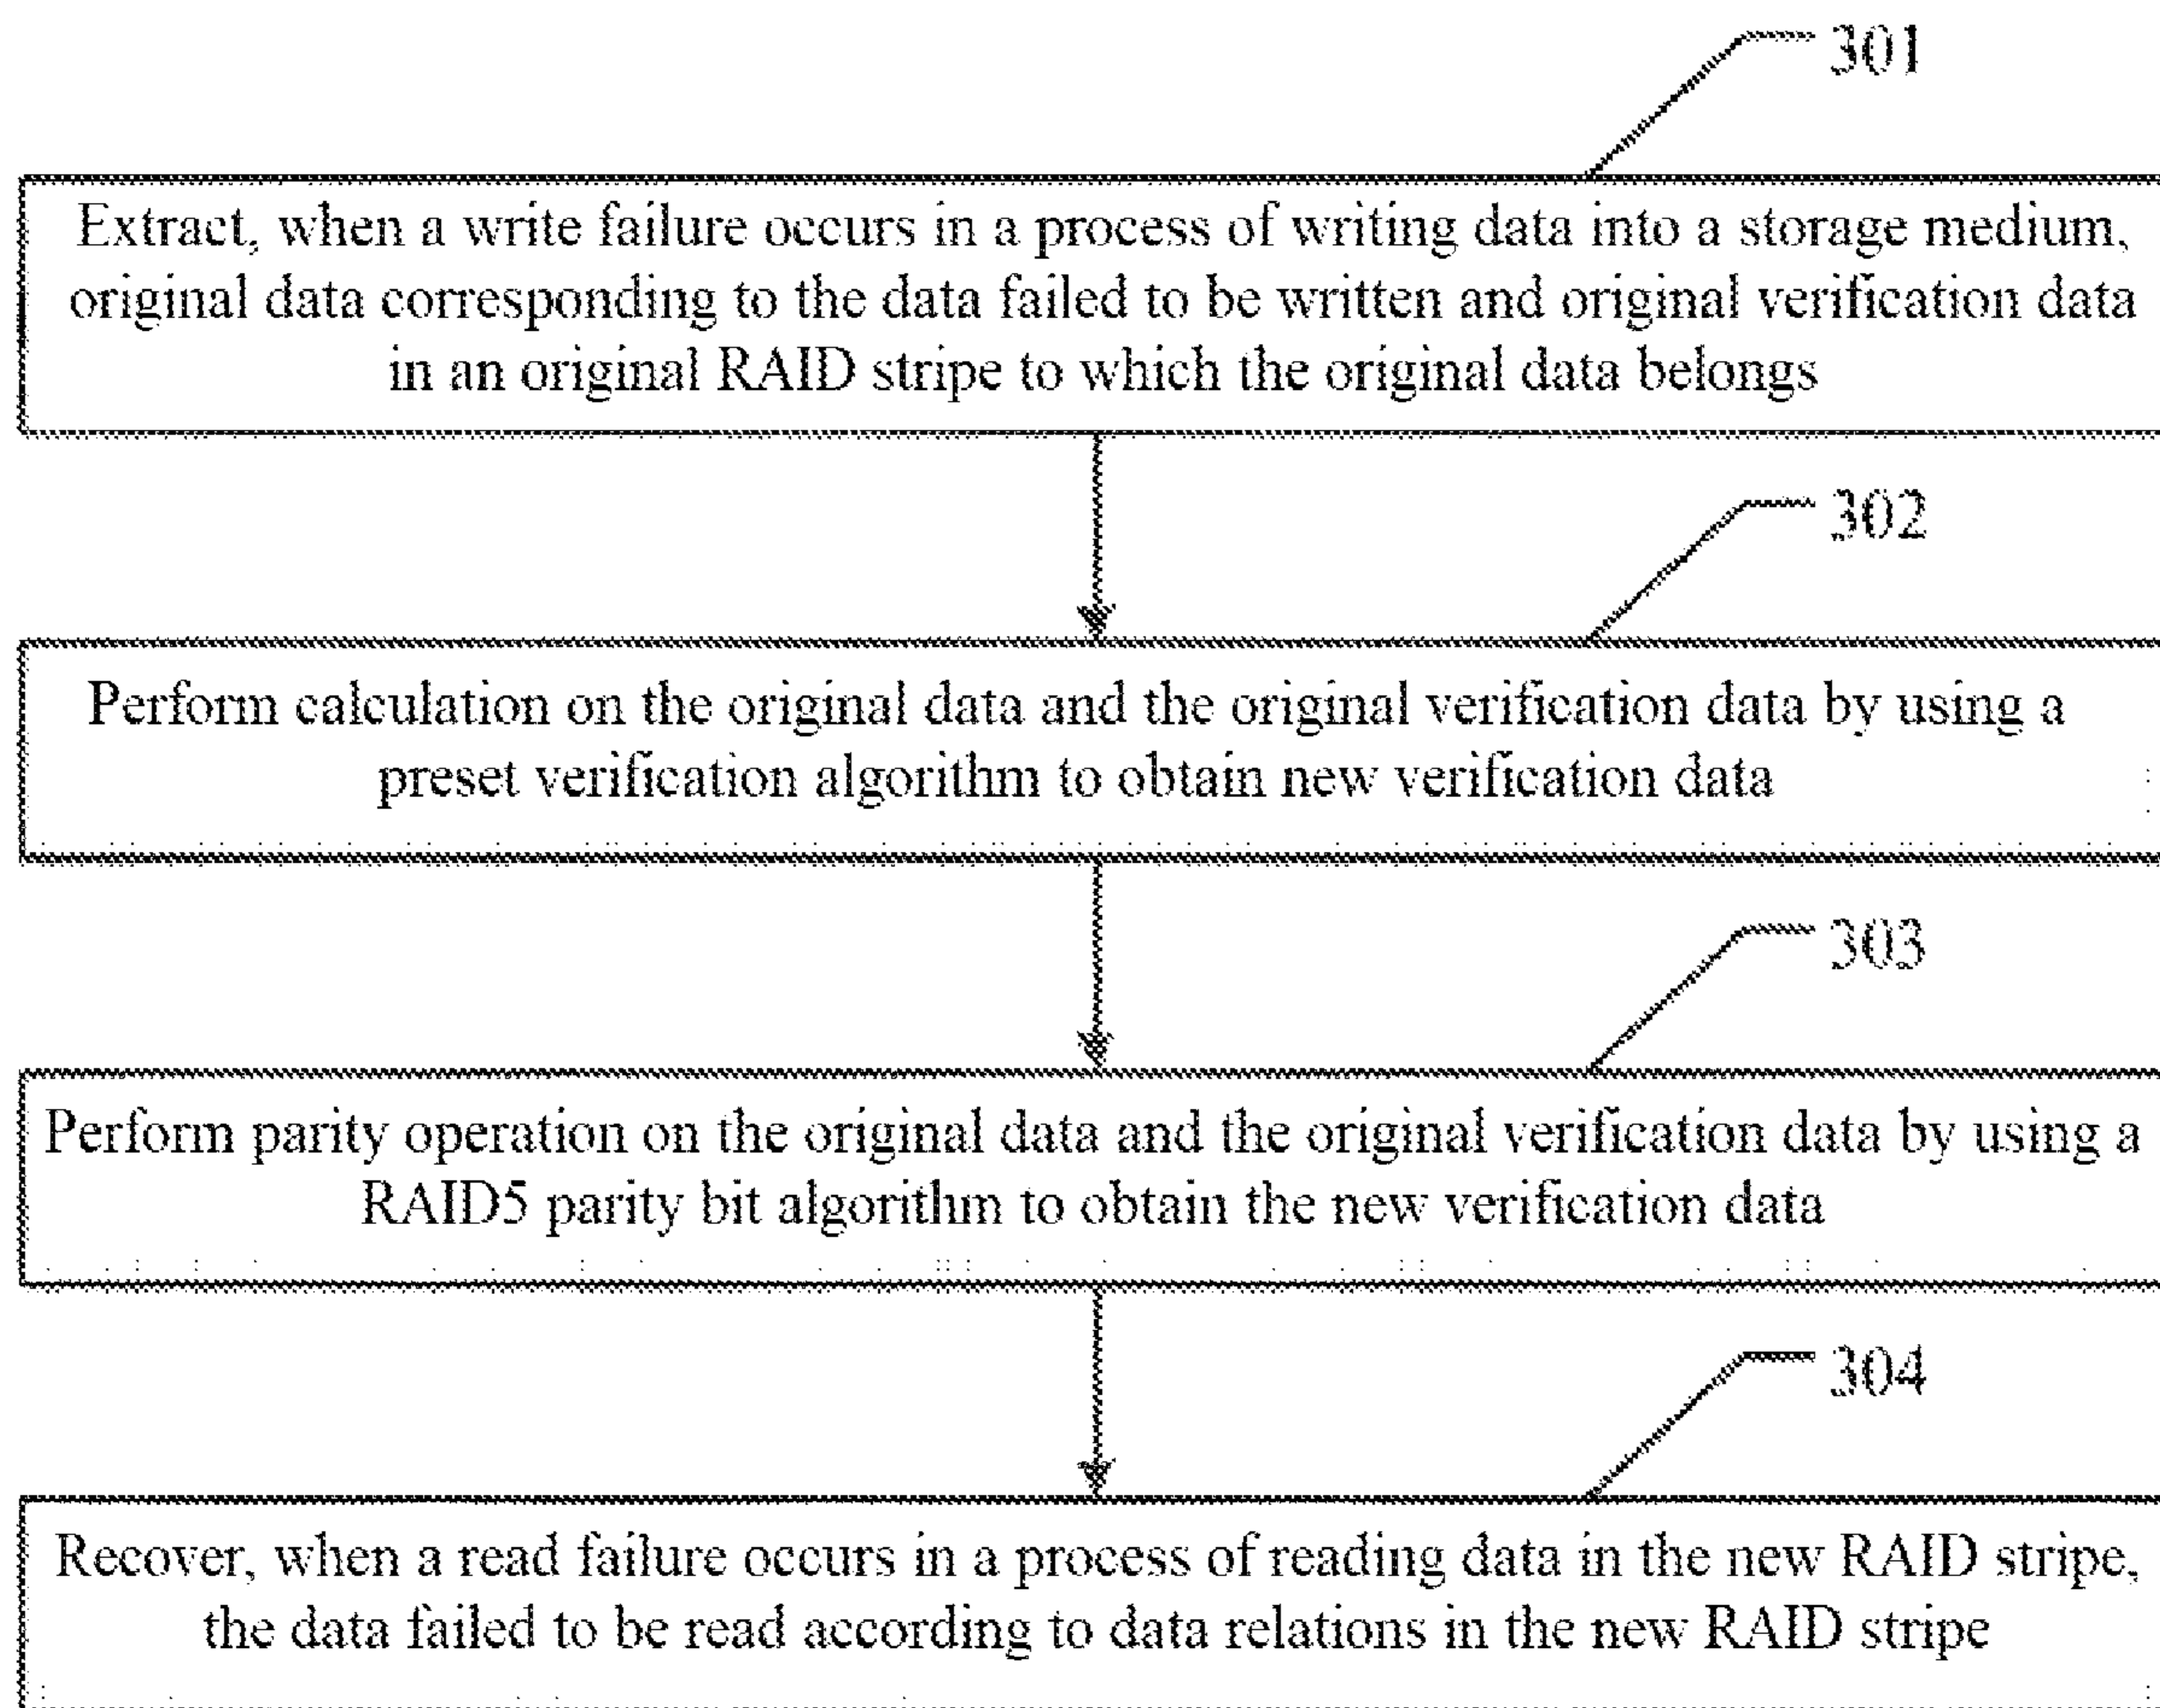 301
Extract, when a write failure occurs in a process of writing data into a storage medium,
original data corresponding to the data failed to be written and original verification data
in an original RAID stripe to which the original data belongs
302
Perform calculation on the original data and the original verification data by using a
preset verification algorithm to obtain new verification data
303
Perform parity operation on the original data and the original verification data by using a
RAID5 parity bit algorithm to obtain the new verification data
304
Recover, when a read failure occurs in a process of reading data in the new RAID stripe,
the data failed to be read according to data relations in the new RAID stripe